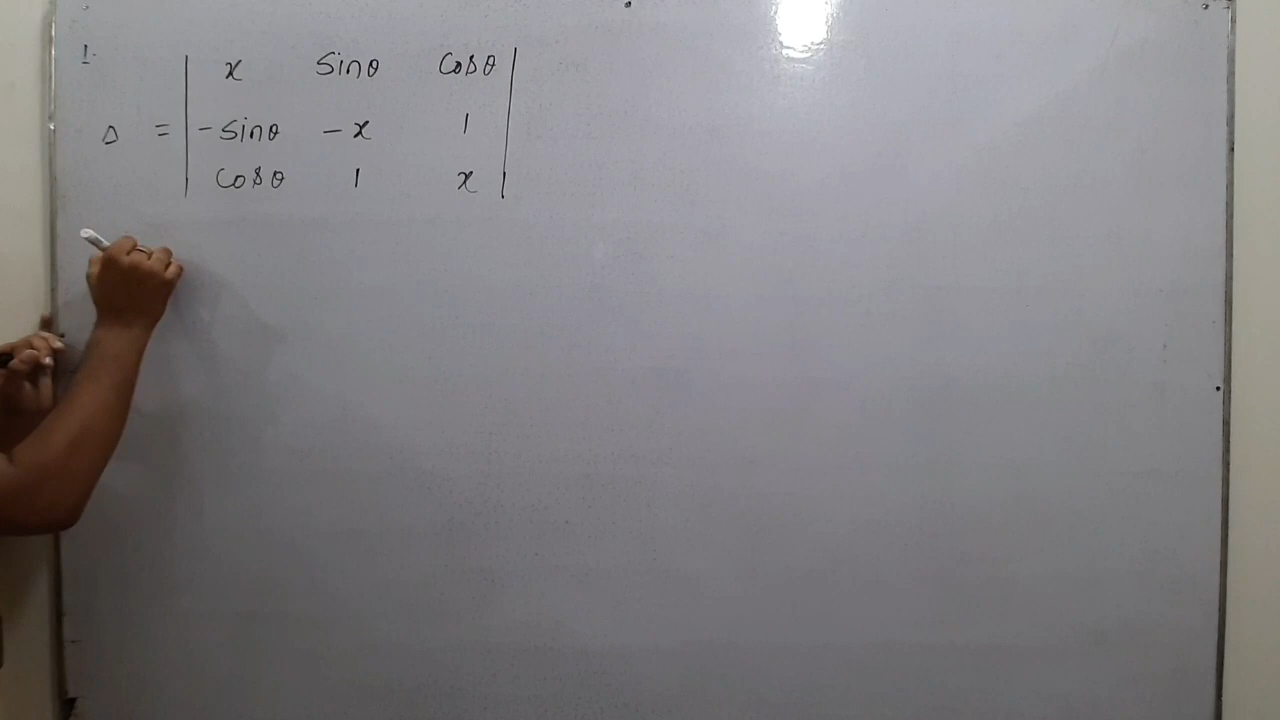 1.
x sinθ cosθ
Δ = -sinθ -x 1
cosθ 1 x